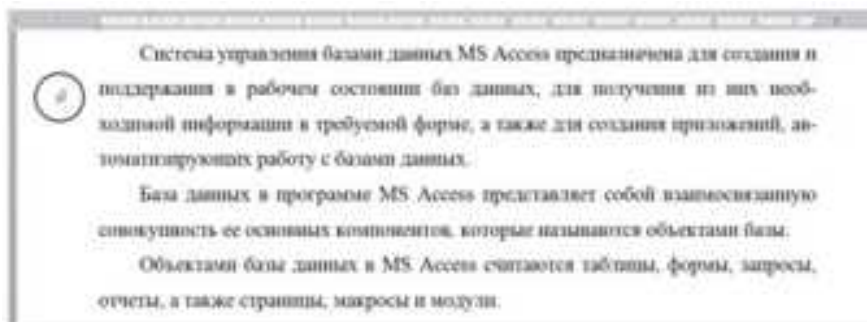 Система управления базами данных MS Access предназначена для создания и
поддержания в рабочем состоянии баз данных, для получения из них необ-
ходимой информации в требуемой форме, а также для создания приложений, ав-
томатизирующих работу с базами данных.
База данных в программе MS Access представляет собой взаимосвязанную
совокупность ее основных компонентов, которые называются объектами базы.
Объектами базы данных в MS Access считаются таблицы, формы, запросы,
отчеты, а также страницы, макросы и модули.